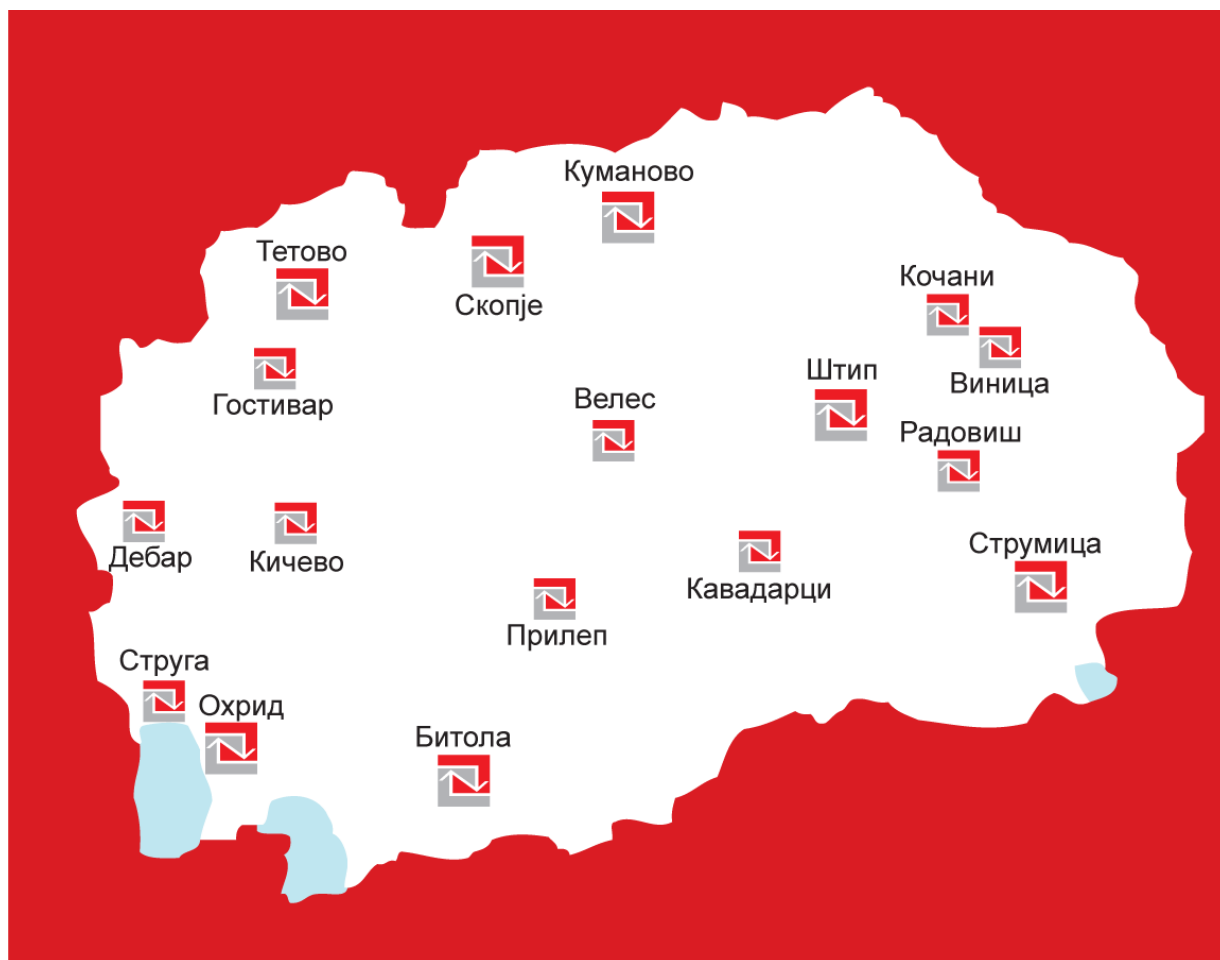 Куманово
Тетово
Скопје
Кочани
Виница
Штип
Гостивар
Велес
Радовиш
Дебар
Кичево
Струмица
Кавадарци
Прилеп
Струга
Охрид
Битола